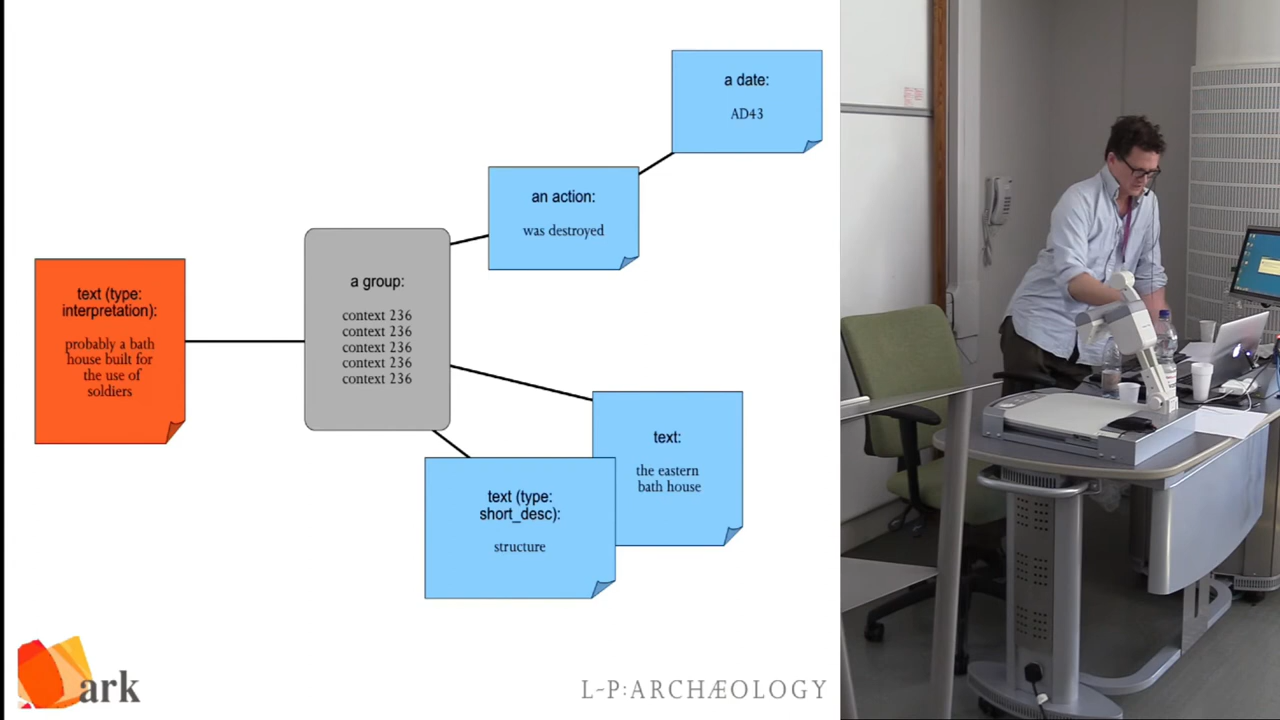 a date:
AD43
an action:
was destroyed
text (type:
interpretation):
probably a bath
house built for
the use of
soldiers
a group:
context 236
context 236
context 236
context 236
context 236
text:
the eastern
bath house
text (type:
short_desc):
structure
ark
L-P:ARCHÆOLOGY